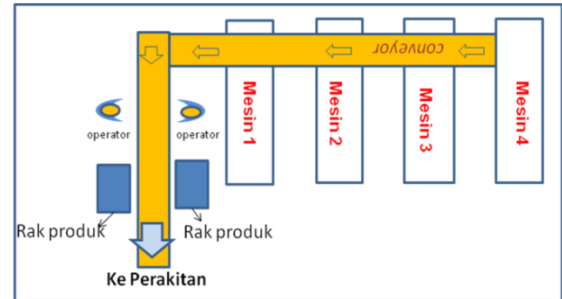 conveyor
Mesin 1
Mesin 2
Mesin 3
Mesin 4
operator
operator
Rak produk
Rak produk
Ke Perakitan